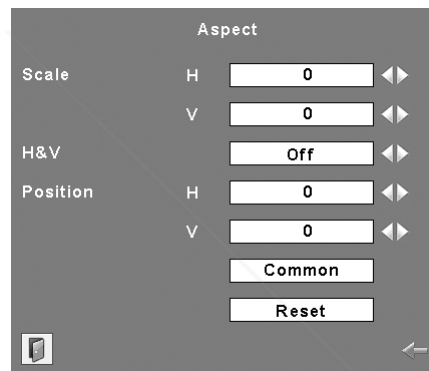 Aspect
Scale H 0
V 0
H&V Off
Position H 0
V 0
Common
Reset